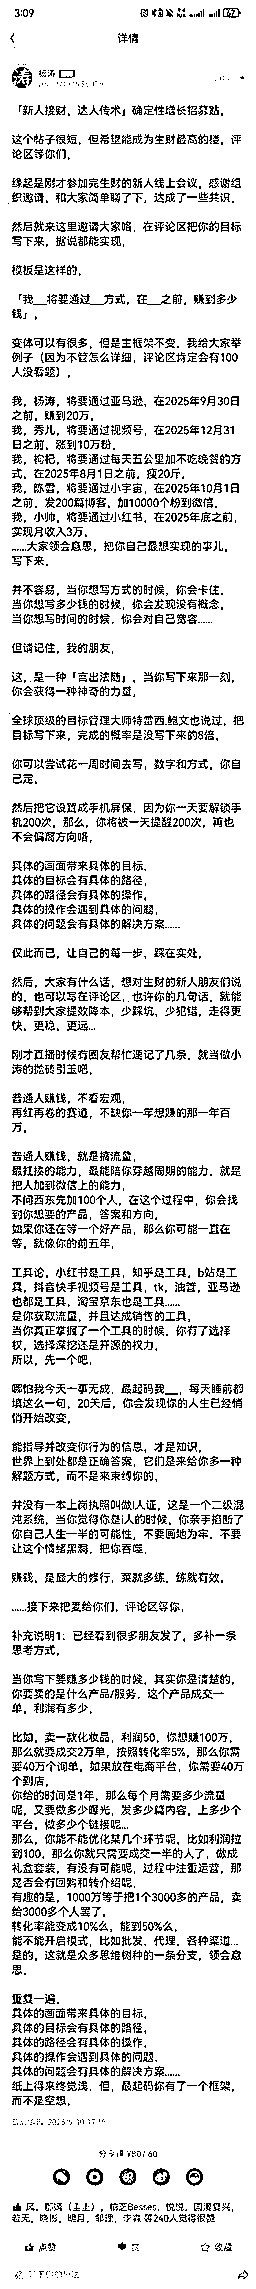 3:09
详情
杨涛
「新人接财,达人传术」确定性增长招募贴。
这个帖子很短,但希望能成为生财最高的楼,评
论区等你们。
缘起是刚才参加完生财的新人线上会议,感谢组
织邀请,和大家简单聊了下,达成了一些共识。
然后就来这里邀请大家咯,在评论区把你的目标
写下来,据说都能实现。
模板是这样的,
「我__将要通过__方式,在__之前,赚到多少
钱」,
变体可以有很多,但是主框架不变。我给大家举
例子(因为不管怎么详细,评论区肯定会有100
人没看题),
我,杨涛,将要通过亚马逊,在2025年9月30日
之前,赚到20万。
我,秀儿,将要通过视频号,在2025年12月31
日之前,涨到10万粉。
我,枸杞,将要通过每天五公里加不吃晚餐的方
式,在2025年8月1日之前,瘦20斤。
我,陈雪,将要通过小宇宙,在2025年10月1日
之前,发200篇博客,加10000个粉到微信。
我,小帅,将要通过小红书,在2025年底之前,
实现月收入3万。
......大家领会意思,把你自己最想实现的事儿,
写下来。
并不容易,当你想写方式的时候,你会卡住。
当你想写多少钱的时候,你会发现没有概念。
当你想写时间的时候,你会对自己宽容......
但请记住,我的朋友,
这,是一种「言出法随」,当你写下来那一刻,
你会获得一种神奇的力量,
全球顶级的目标管理大师特雷西.鲍文也说过,把
目标写下来,完成的概率是没写下来的8倍。
你可以尝试花一周时间去写,数字和方式,你自
己定。
然后把它设置成手机屏保,因为你一天要解锁手
机200次,那么,你将被一天提醒200次,再也
不会偏离方向咯,
具体的画面带来具体的目标,
具体的目标会有具体的路径,
具体的路径会有具体的操作,
具体的操作会遇到具体的问题,
具体的问题会有具体的解决方案......
仅此而已,让自己的每一步,踩在实处。
然后,大家有什么话,想对生财的新人朋友们说
的,也可以写在评论区,也许你的几句话,就能
够帮到大家提效降本,少踩坑、少犯错,走得更
快、更稳、更远...
刚才直播时候有圈友帮忙速记了几条,就当做小
涛的抛砖引玉吧,
普通人赚钱,不看宏观,
再红再卷的赛道,不缺你一年想赚的那一年百
万。
普通人赚钱,就是搞流量,
最直接的能力,最能陪你穿越周期的能力,就是
把人加到微信上的能力,
不问西东先加100个人,在这个过程中,你会找
到你想要的产品,答案和方向,
如果你还在等一个好产品,那么你可能一直在
等,就像你的前五年。
工具论,小红书是工具,知乎是工具,b站是工
具,抖音快手视频号是工具,tk,油管,亚马逊
也都是工具,淘宝京东也是工具......
是你获取流量,并且达成销售的工具,
当你真正掌握了一个工具的时候,你有了选择
权,选择深挖还是开源的权力,
所以,先一个吧,
哪怕我今天一事无成,最起码我__,每天睡前都
填这么一句,20天后,你会发现你的人生已经悄
悄开始改变。
能指导并改变你行为的信息,才是知识,
世界上到处都是正确答案,它们是来给你多一种
解题方式,而不是来束缚你的,
并没有一本上岗执照叫做i人证,这是一个二级混
沌系统,当你觉得你是i人的时候,你亲手掐断了
你自己人生一半的可能性,不要画地为牢,不要
让这个情绪黑洞,把你吞噬。
赚钱,是最大的修行,菜就多练,练就有效。
......接下来把麦给你们,评论区等你,
补充说明1:已经看到很多朋友发了,多补一条
思考方式,
当你写下要赚多少钱的时候,其实你是清楚的,
你要卖的是什么产品/服务,这个产品成交一
单,利润有多少,
比如,卖一款化妆品,利润50,你想赚100万,
那么就要成交2万单,按照转化率5%,那么你需
要40万个询单,如果放在电商平台,你需要40万
个到店,
你给的时间是1年,那么每个月需要多少流量
呢,又要做多少曝光,发多少篇内容,上多少个
平台,做多少个链接呢...
那么,你能不能优化某几个环节呢,比如利润拉
到100,那么你就只需要成交一半的人了,做成
礼盒套装,有没有可能呢,过程中注重运营,那
是否会有回购和转介绍呢,
有趣的是,1000万等于把1个3000多的产品,卖
给3000多个人罢了,
转化率能变成10%么,能到50%么,
能不能开启模式,比如批发、代理、各种渠道...
是的,这就是众多思维树种的一条分支,领会意
思。
重复一遍,
具体的画面带来具体的目标,
具体的目标会有具体的路径,
具体的路径会有具体的操作,
具体的操作会遇到具体的问题,
具体的问题会有具体的解决方案......
纸上得来终觉浅,但,最起码你有了一个框架,
而不是空想。
等240人觉得很赞
点赞
收藏